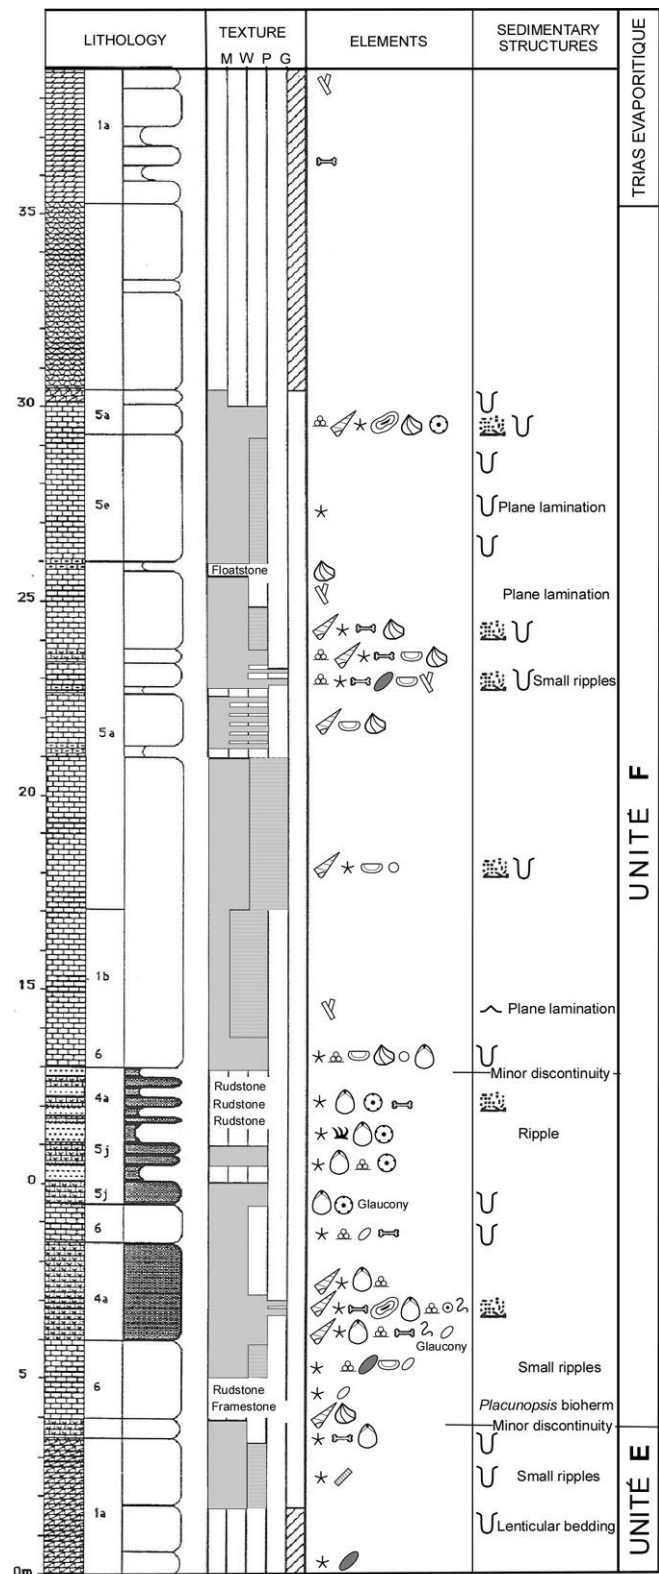 LITHOLOGY TEXTURE ELEMENTS SEDIMENTARY STRUCTURES
M W P G
TRIAS EVAPORITIQUE
1a
35
30
5a
5e
Plane lamination
Floatstone
25
Plane lamination
Small ripples
5a
20
UNITÉ F
15
1b
Plane lamination
6
Minor discontinuity
Rudstone
4a
Rudstone
Rudstone
Ripple
5j
0
5j
Glaucony
6
4a
Glaucony
5
Small ripples
6
Rudstone
Framestone
Placunopsis bioherm
Minor discontinuity
UNITÉ E
Small ripples
1a
Lenticular bedding
0m